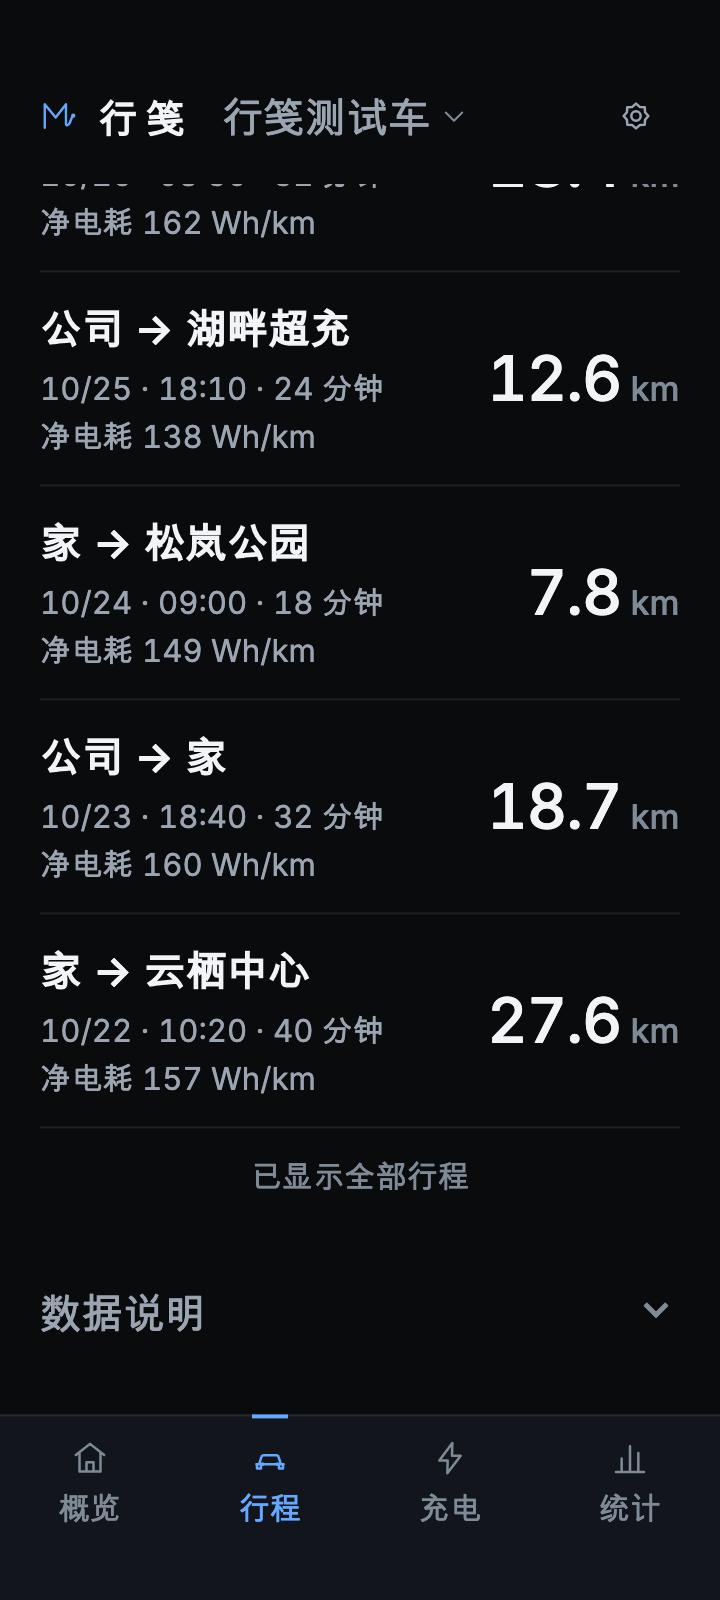 行笺 行笺测试车
净电耗 162 Wh/km
公司 → 湖畔超充
10/25 · 18:10 · 24 分钟
12.6 km
净电耗 138 Wh/km
家 → 松岚公园
10/24 · 09:00 · 18 分钟
7.8 km
净电耗 149 Wh/km
公司 → 家
10/23 · 18:40 · 32 分钟
18.7 km
净电耗 160 Wh/km
家 → 云栖中心
10/22 · 10:20 · 40 分钟
27.6 km
净电耗 157 Wh/km
已显示全部行程
数据说明
概览 行程 充电 统计